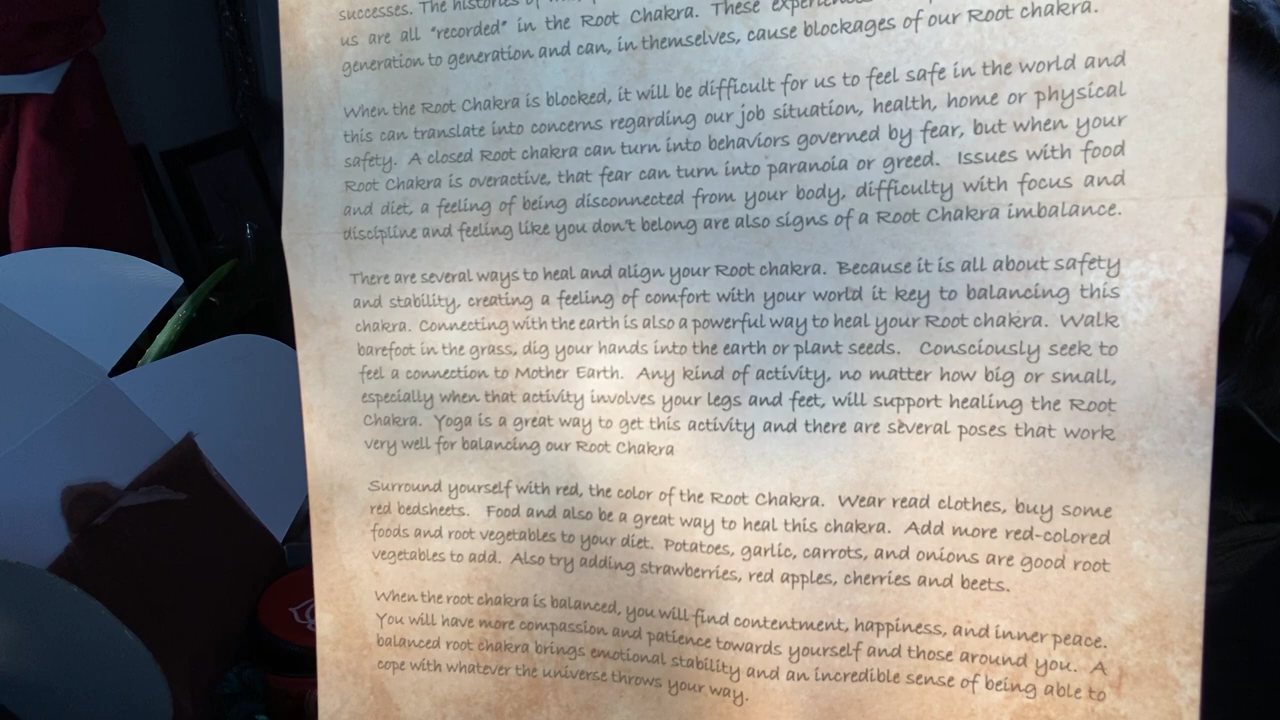 successes. The histories of
us are all "recorded" in the Root Chakra. These
generation to generation and can, in themselves, cause blockages of our Root chakra.
When the Root Chakra is blocked, it will be difficult for us to feel safe in the world and
this can translate into concerns regarding our job situation, health, home or physical
safety. A closed Root chakra can turn into behaviors governed by fear, but when your
Root Chakra is overactive, that fear can turn into paranoia or greed. Issues with food
and diet, a feeling of being disconnected from your body, difficulty with focus and
discipline and feeling like you don't belong are also signs of a Root Chakra imbalance.
There are several ways to heal and align your Root chakra. Because it is all about safety
and stability, creating a feeling of comfort with your world it key to balancing this
chakra. Connecting with the earth is also a powerful way to heal your Root chakra. Walk
barefoot in the grass, dig your hands into the earth or plant seeds. Consciously seek to
feel a connection to Mother Earth. Any kind of activity, no matter how big or small,
especially when that activity involves your legs and feet, will support healing the Root
Chakra. Yoga is a great way to get this activity and there are several poses that work
very well for balancing our Root Chakra
Surround yourself with red, the color of the Root Chakra. Wear read clothes, buy some
red bedsheets. Food and also be a great way to heal this chakra. Add more red-colored
foods and root vegetables to your diet. Potatoes, garlic, carrots, and onions are good root
vegetables to add. Also try adding strawberries, red apples, cherries and beets.
When the root chakra is balanced, you will find contentment, happiness, and inner peace.
You will have more compassion and patience towards yourself and those around you. A
balanced root chakra brings emotional stability and an incredible sense of being able to
cope with whatever the universe throws your way.